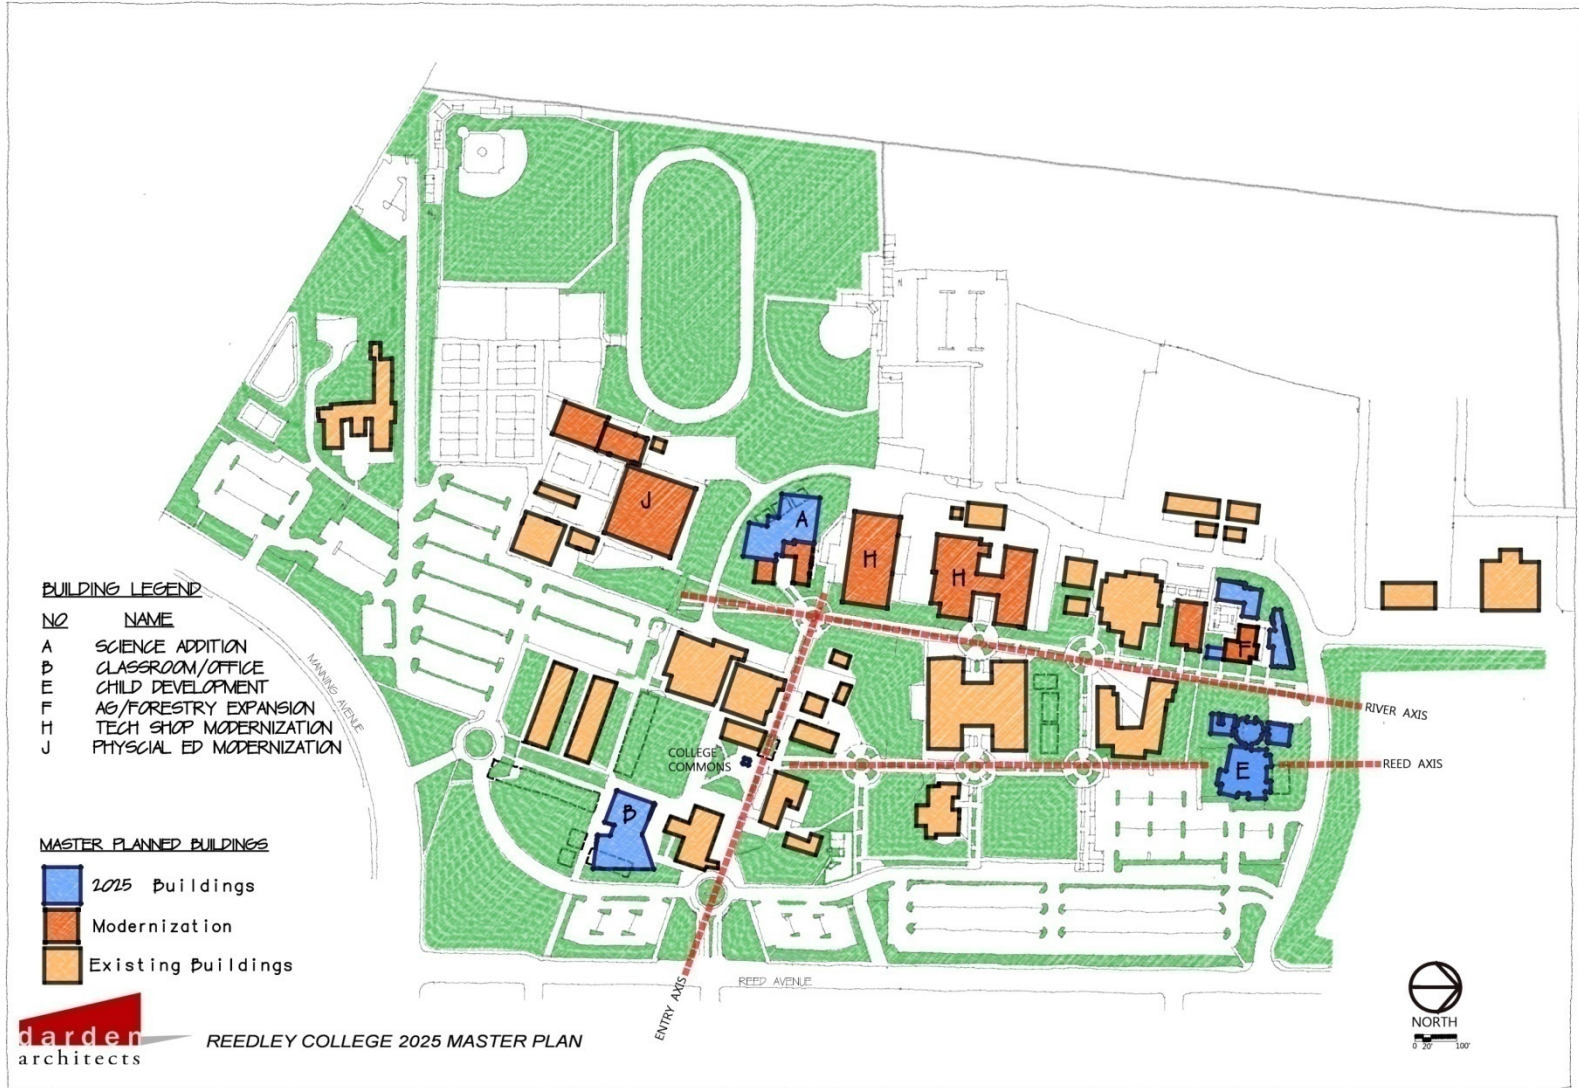 A
J
H
H
F
BUILDING LEGEND
NO NAME
A SCIENCE ADDITION
B CLASSROOM/OFFICE
E CHILD DEVELOPMENT
F AG/FORESTRY EXPANSION
H TECH SHOP MODERNIZATION
J PHYSCIAL ED MODERNIZATION
MANNING AVENUE
RIVER AXIS
COLLEGE
COMMONS
REED AXIS
E
B
MASTER PLANNED BUILDINGS
2025 Buildings
Modernization
Existing Buildings
REED AVENUE
ENTRY AXIS
NORTH
0 20' 100'
darden
architects
REEDLEY COLLEGE 2025 MASTER PLAN